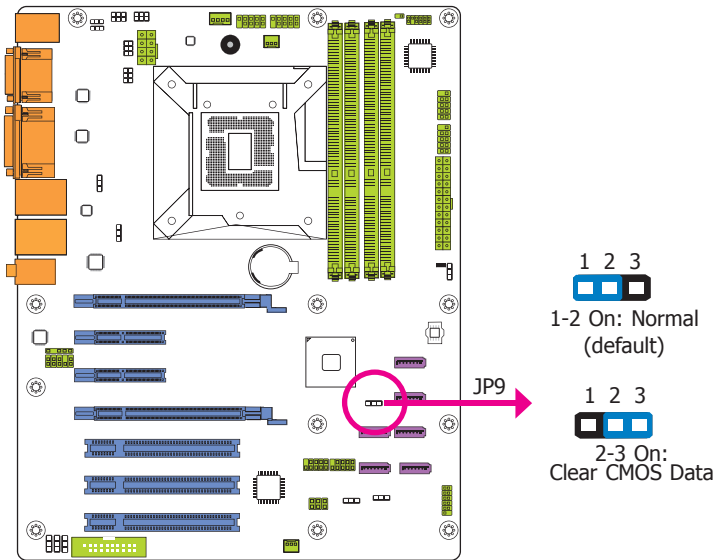 JP9
1 2 3
1-2 On: Normal
(default)
1 2 3
2-3 On:
Clear CMOS Data